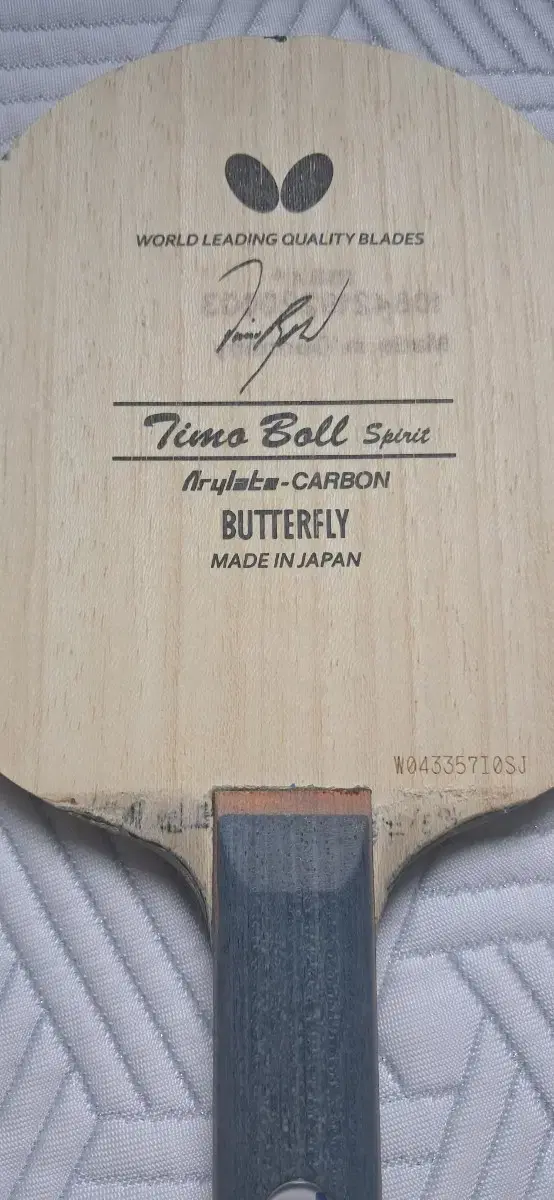 WORLD LEADING QUALITY BLADES
Timo Boll Spirit
Arylate-CARBON
BUTTERFLY
MADE IN JAPAN
W043357I0SJ